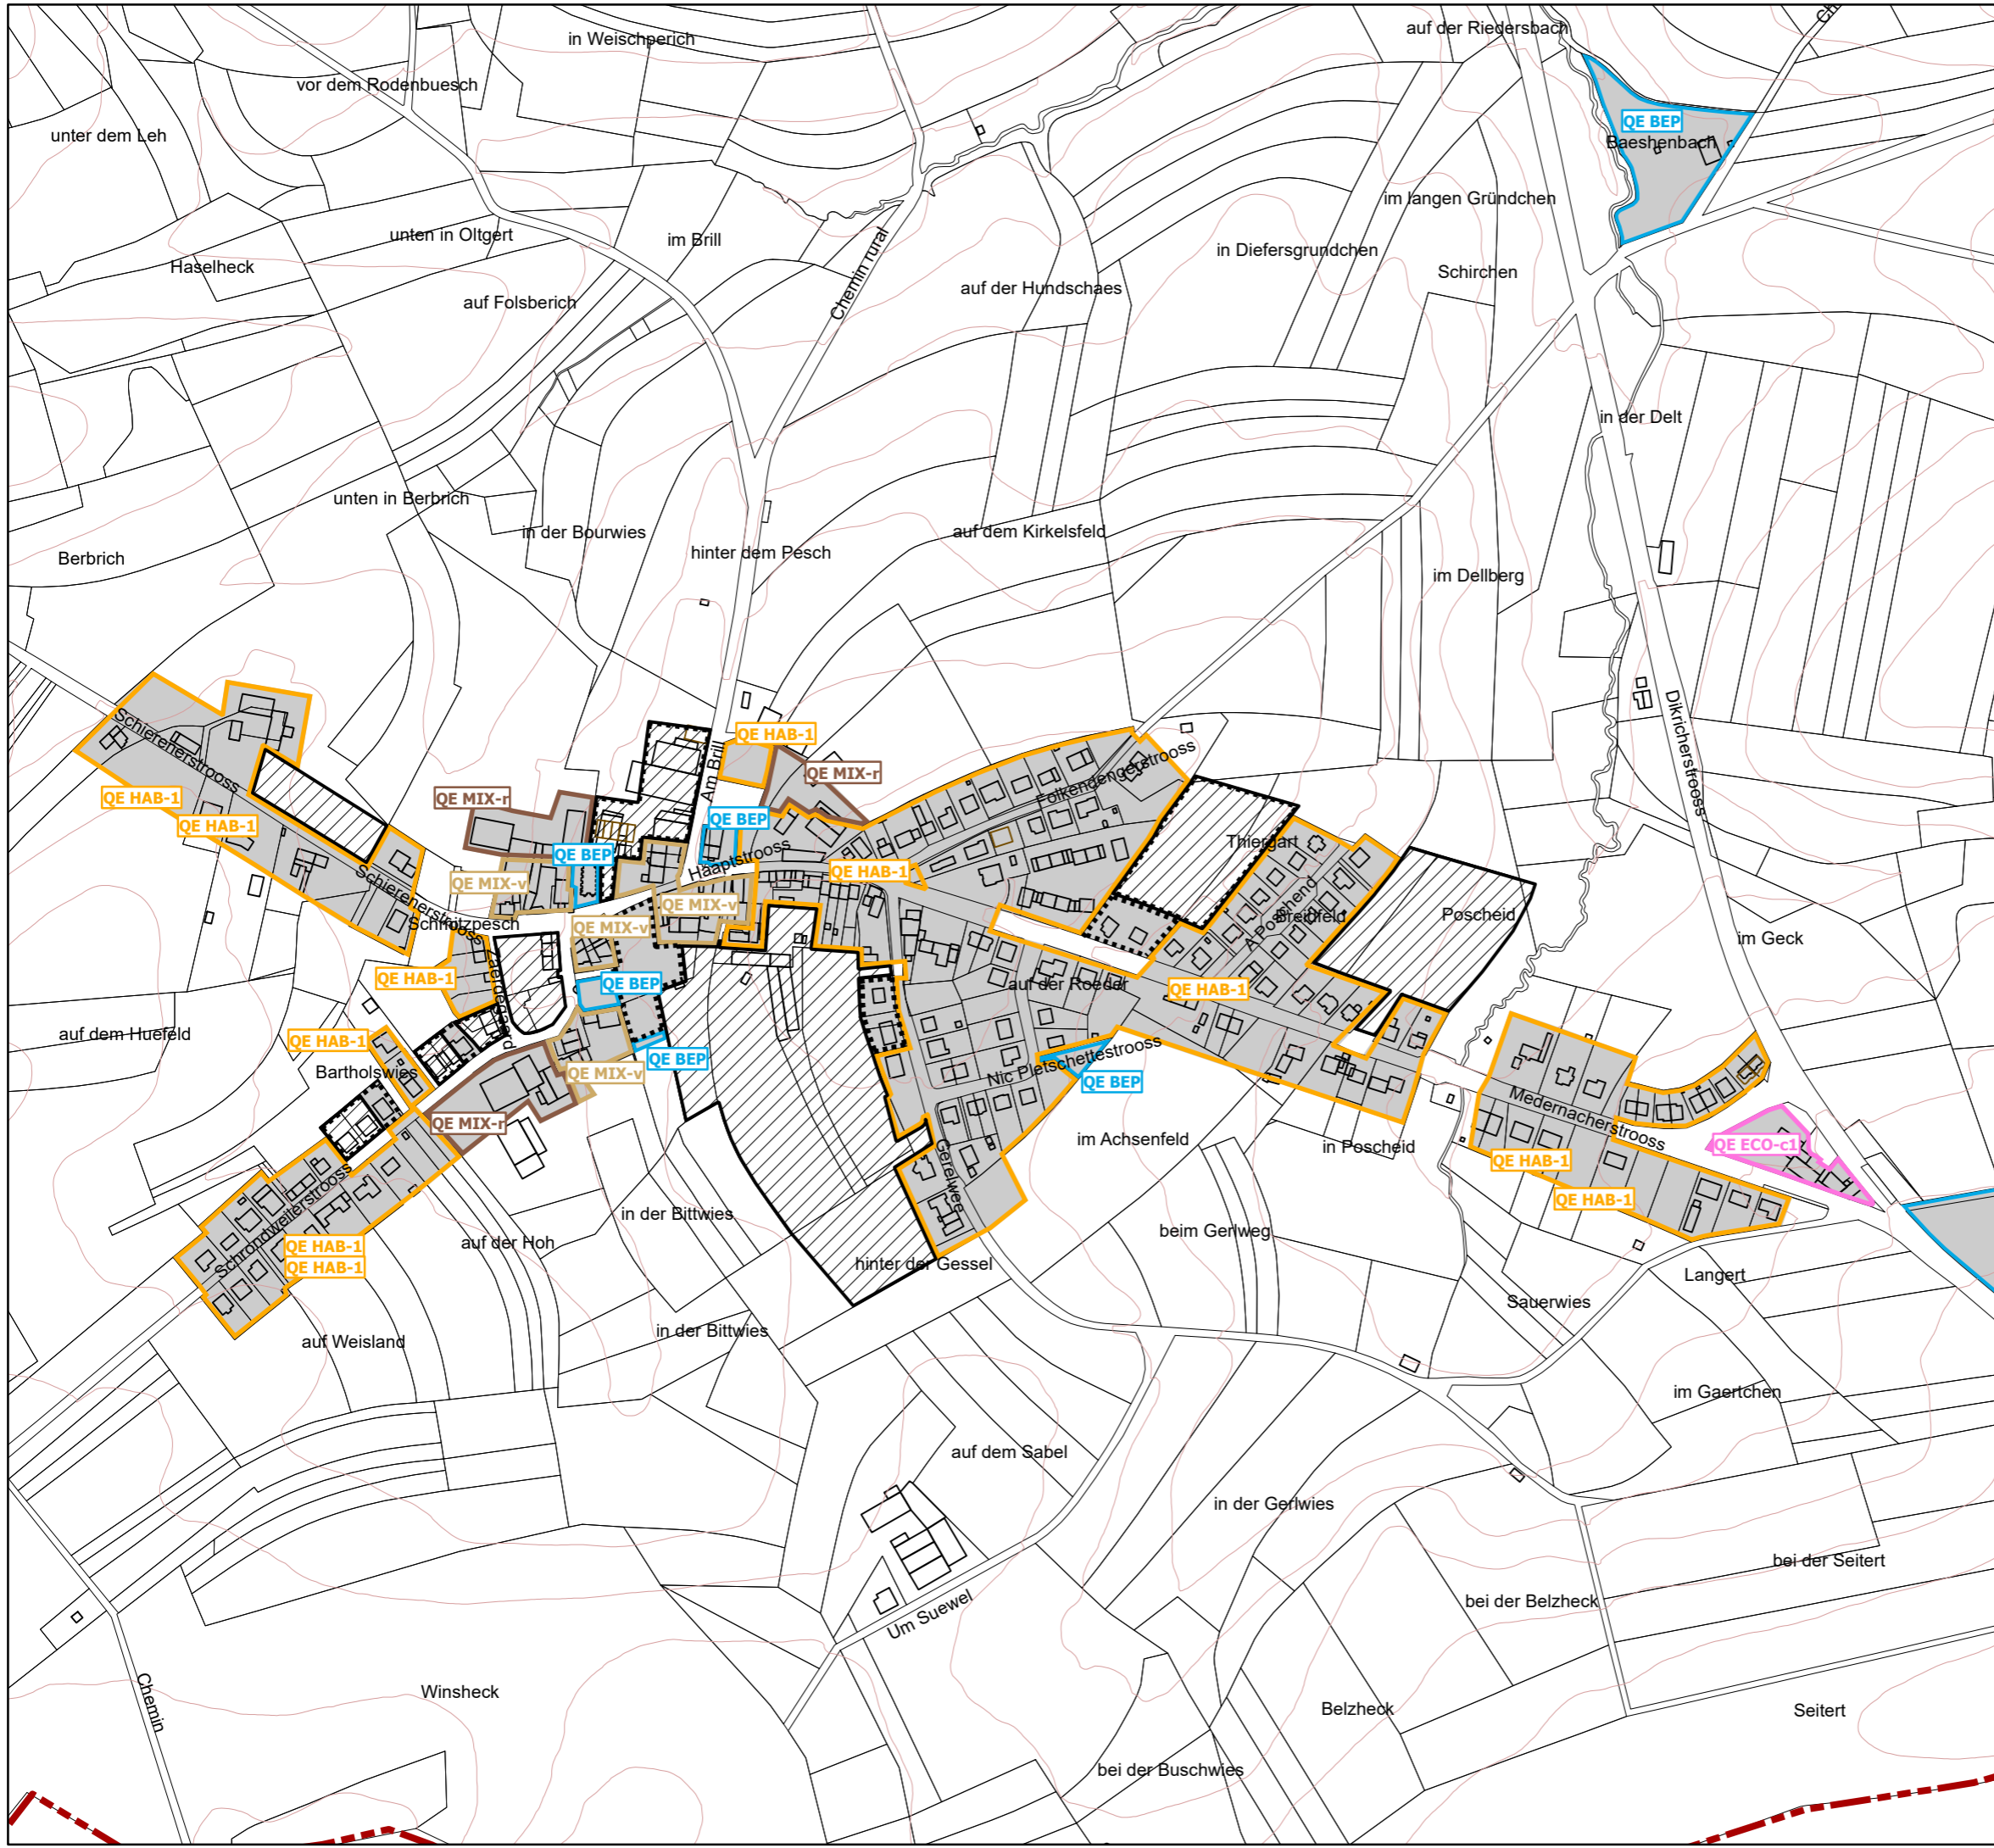 auf der Riedersbach
in Weischperich
vor dem Rodenbuesch
unter dem Leh
QE BEP
Baeshenbach
im langen Gründchen
unten in Oltgert
im Brill
Haselheck
in Diefersgrundchen
Schirchen
Chemin rural
auf der Hundschaes
auf Folsberich
in der Delt
unten in Berbrich
in der Bourwies
auf dem Kirkelsfeld
hinter dem Pesch
Berbrich
im Dellberg
Dikricherstrooss
Schierenerstrooss
QE HAB-1
Am Brill
QE MIX-r
Folkendengerstrooss
QE HAB-1
QE MIX-r
QE HAB-1
QE BEP
Thiergart
Haaptstrooss
QE BEP
QE HAB-1
QE MIX-v
Schierenerstrooss
QE MIX-v
A Poschend
Breidfeld
Poscheid
Schmitzpesch
QE MIX-v
im Geck
QE HAB-1
Zaerdergaard
QE BEP
auf der Roeder
QE HAB-1
auf dem Huefeld
QE HAB-1
Bartholswies
QE BEP
QE MIX-v
Nic Pletschettestrooss
QE BEP
QE MIX-r
Medernacherstrooss
im Achsenfeld
in Poscheid
QE ECO-c1
Gerelwee
QE HAB-1
QE HAB-1
Schrondweilerstrooss
in der Bittwies
auf der Hoh
QE HAB-1
QE HAB-1
beim Gerlweg
hinter der Gessel
Langert
Sauerwies
in der Bittwies
auf Weisland
im Gaertchen
auf dem Sabel
in der Gerlwies
bei der Seitert
bei der Belzheck
Um Suewel
Chemin
Winsheck
Belzheck
Seitert
bei der Buschwies